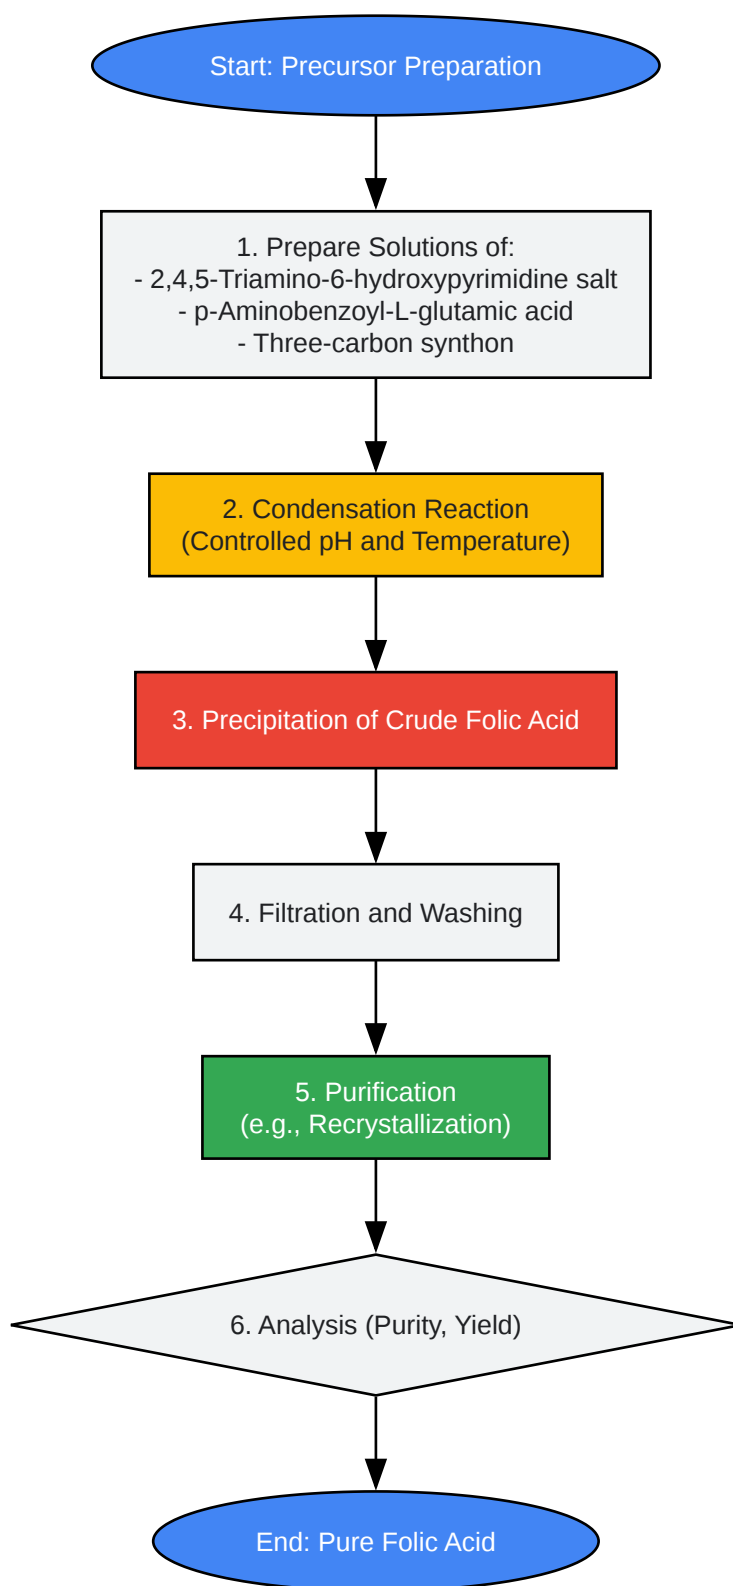 Start: Precursor Preparation
1. Prepare Solutions of:
- 2,4,5-Triamino-6-hydroxypyrimidine salt
- p-Aminobenzoyl-L-glutamic acid
- Three-carbon synthon
2. Condensation Reaction
(Controlled pH and Temperature)
3. Precipitation of Crude Folic Acid
4. Filtration and Washing
5. Purification
(e.g., Recrystallization)
6. Analysis (Purity, Yield)
End: Pure Folic Acid